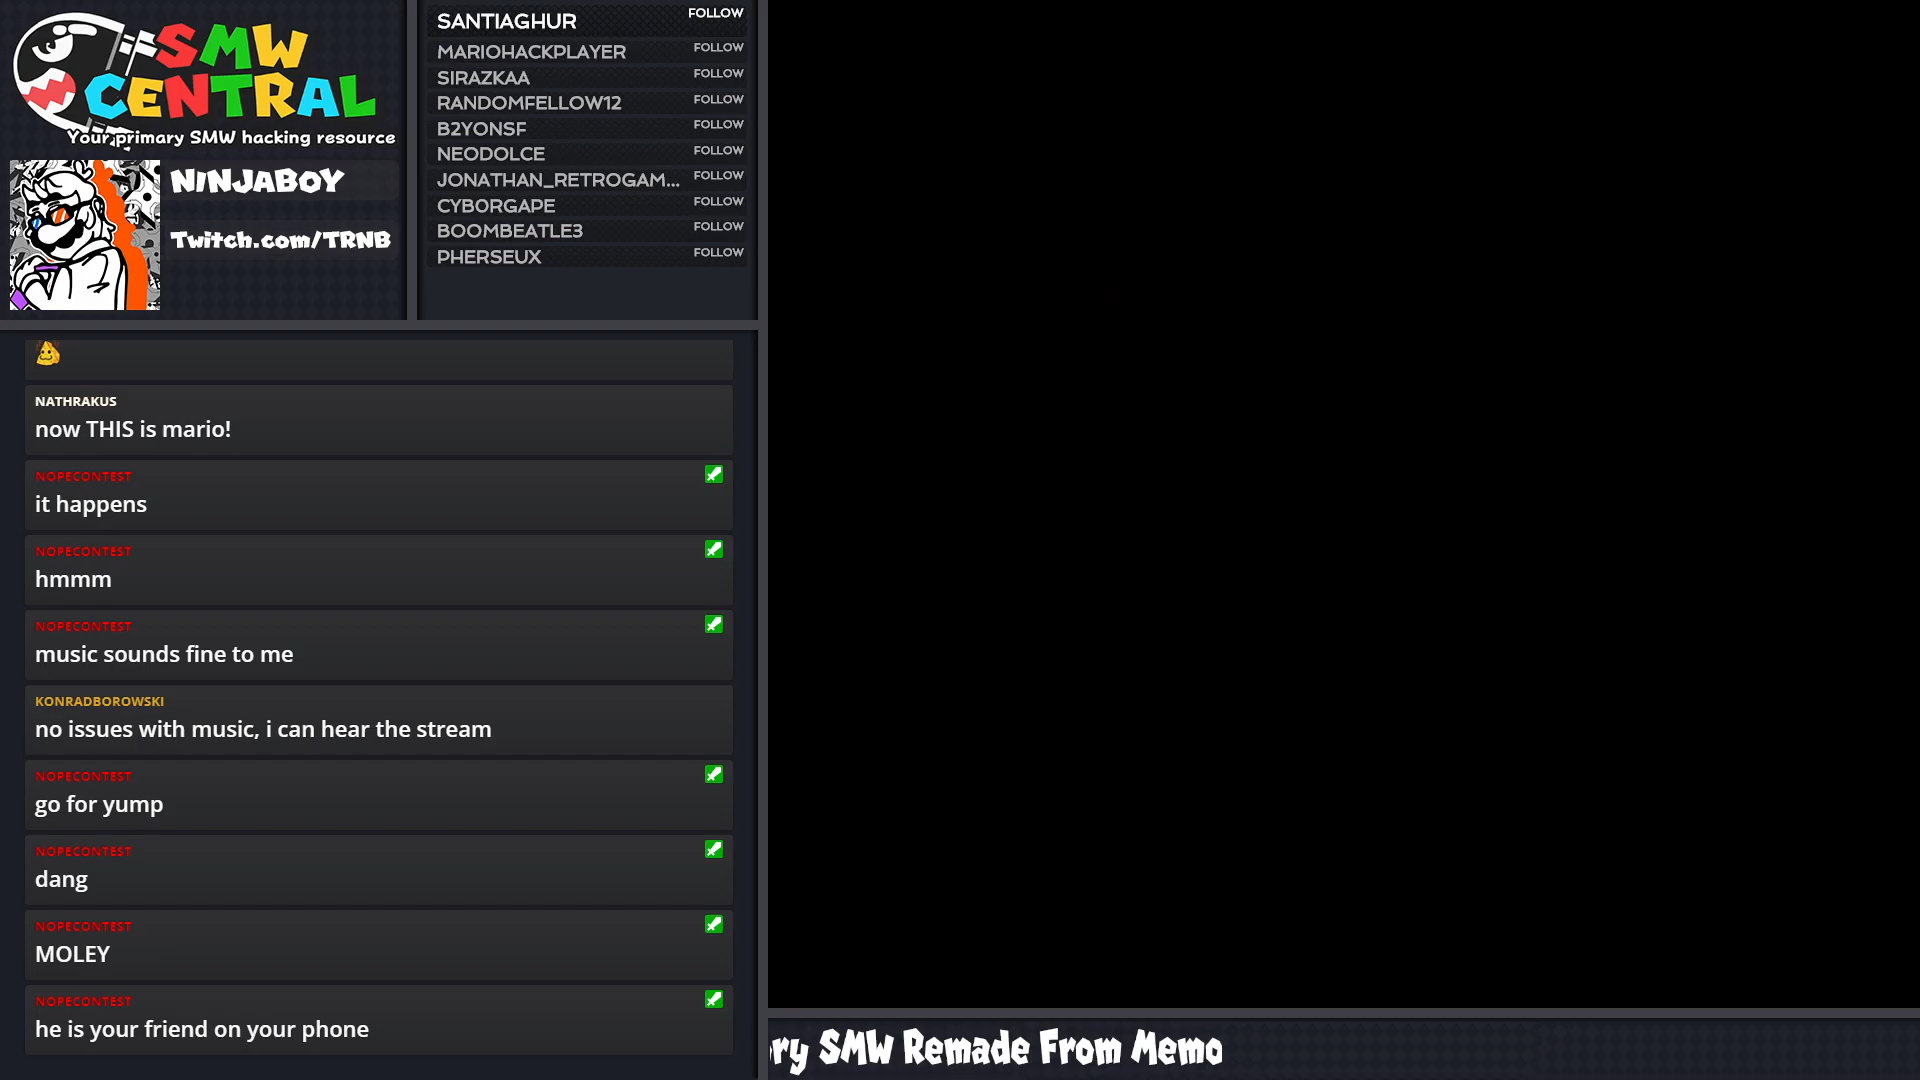 SMW
CENTRAL
Your primary SMW hacking resource
NINJABOY
Twitch.com/TRNB
SANTIAGHUR FOLLOW
MARIOHACKPLAYER FOLLOW
SIRAZKAA FOLLOW
RANDOMFELLOW12 FOLLOW
B2YONSF FOLLOW
NEODOLCE FOLLOW
JONATHAN_RETROGAM... FOLLOW
CYBORGAPE FOLLOW
BOOMBEATLE3 FOLLOW
PHERSEUX FOLLOW
NATHRAKUS
now THIS is mario!
NOPECONTEST
it happens
NOPECONTEST
hmmm
NOPECONTEST
music sounds fine to me
KONRADBOROWSKI
no issues with music, i can hear the stream
NOPECONTEST
go for yump
NOPECONTEST
dang
NOPECONTEST
MOLEY
NOPECONTEST
he is your friend on your phone
ry SMW Remade From Memo